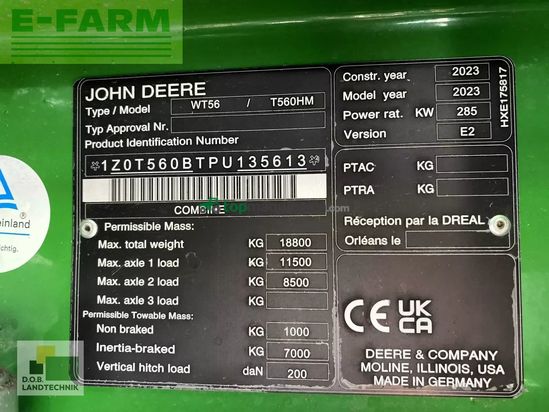 E-FARM
JOHN DEERE
Type / Model WT56 / T560HM
Typ Approval Nr.
Product Identification Number
*1Z0T560BTPU135613*
COMBINE
Permissible Mass:
Max. total weight KG 18800
Max. axle 1 load KG 11500
Max. axle 2 load KG 8500
Max. axle 3 load KG
Permissible Towable Mass:
Non braked KG 1000
Inertia-braked KG 7000
Vertical hitch load daN 200
Constr. year 2023
Model year 2023
Power rat. KW 285
Version E2
HXE175817
PTAC KG
PTRA KG
Réception par la DREAL
Orléans le
CE UK CA
DEERE & COMPANY
MOLINE, ILLINOIS, USA
MADE IN GERMANY
TÜV
einland
chtig.
top
D.O.B.
LANDTECHNIK